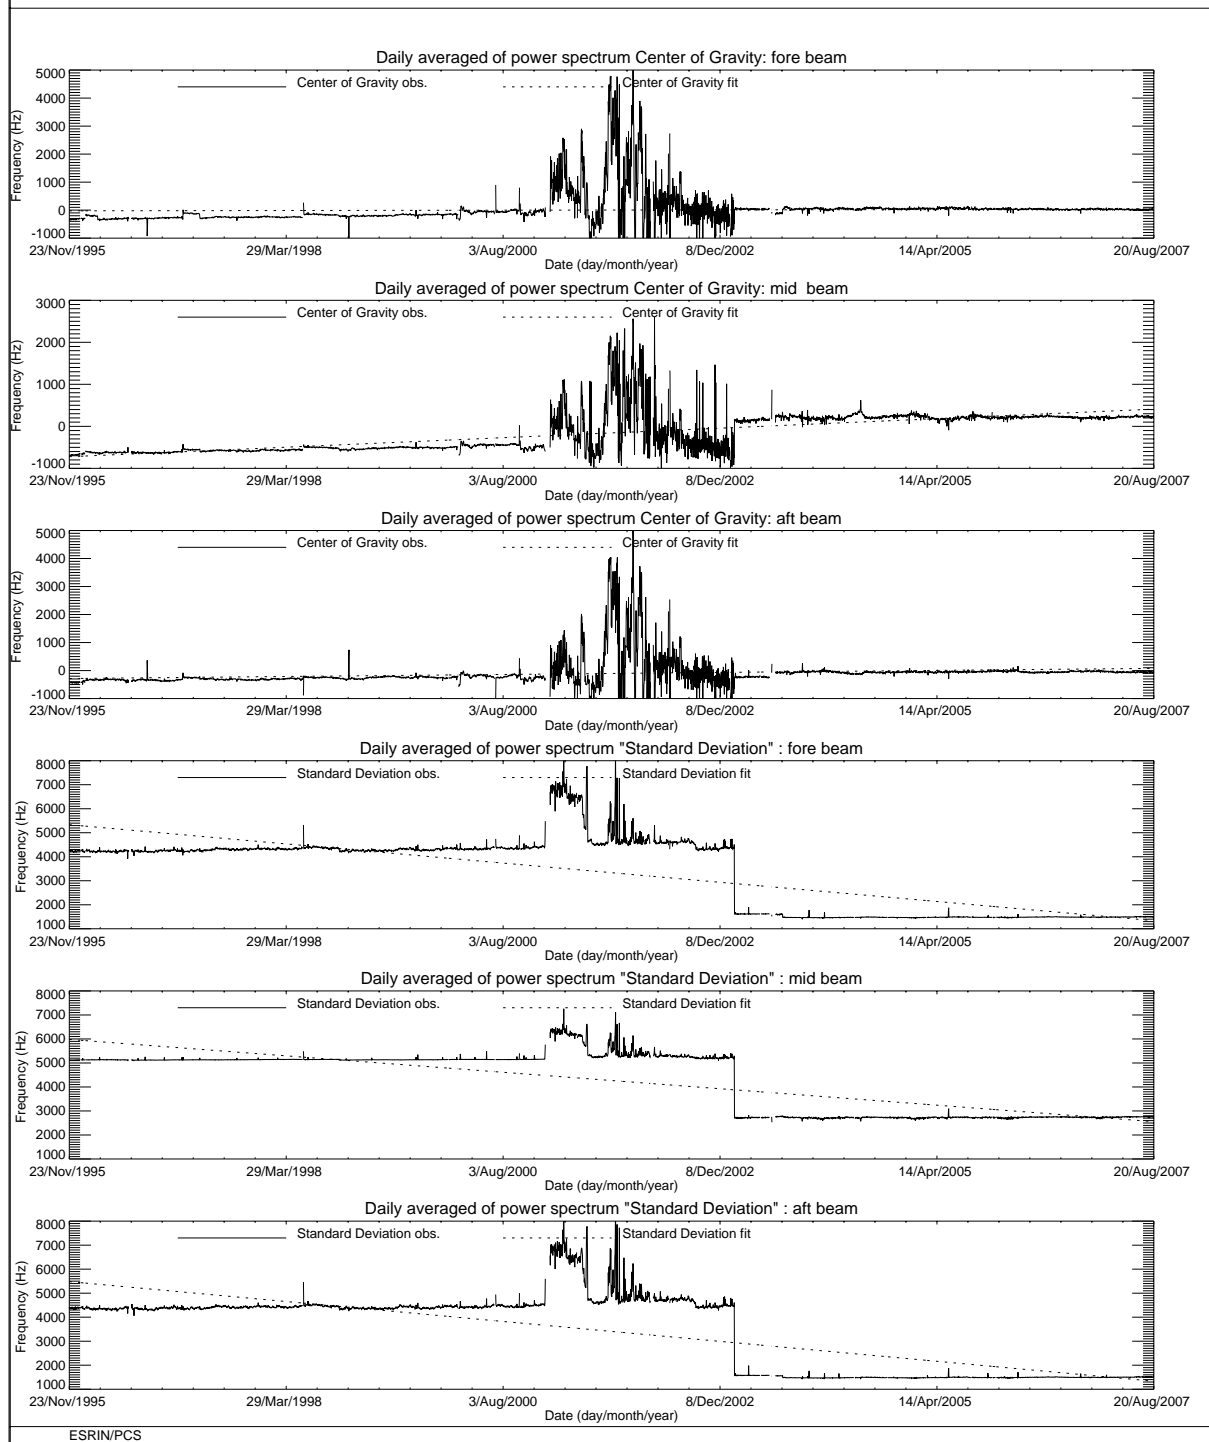 Daily averaged of power spectrum Center of Gravity: fore beam
Center of Gravity obs. Center of Gravity fit
5000
4000
3000
2000
1000
0
-1000
Frequency (Hz)
23/Nov/1995 29/Mar/1998 3/Aug/2000 8/Dec/2002 14/Apr/2005 20/Aug/2007
Date (day/month/year)
Daily averaged of power spectrum Center of Gravity: mid beam
Center of Gravity obs. Center of Gravity fit
3000
2000
1000
0
-1000
Frequency (Hz)
23/Nov/1995 29/Mar/1998 3/Aug/2000 8/Dec/2002 14/Apr/2005 20/Aug/2007
Date (day/month/year)
Daily averaged of power spectrum Center of Gravity: aft beam
Center of Gravity obs. Center of Gravity fit
5000
4000
3000
2000
1000
0
-1000
Frequency (Hz)
23/Nov/1995 29/Mar/1998 3/Aug/2000 8/Dec/2002 14/Apr/2005 20/Aug/2007
Date (day/month/year)
Daily averaged of power spectrum "Standard Deviation" : fore beam
Standard Deviation obs. Standard Deviation fit
8000
7000
6000
5000
4000
3000
2000
1000
Frequency (Hz)
23/Nov/1995 29/Mar/1998 3/Aug/2000 8/Dec/2002 14/Apr/2005 20/Aug/2007
Date (day/month/year)
Daily averaged of power spectrum "Standard Deviation" : mid beam
Standard Deviation obs. Standard Deviation fit
8000
7000
6000
5000
4000
3000
2000
1000
Frequency (Hz)
23/Nov/1995 29/Mar/1998 3/Aug/2000 8/Dec/2002 14/Apr/2005 20/Aug/2007
Date (day/month/year)
Daily averaged of power spectrum "Standard Deviation" : aft beam
Standard Deviation obs. Standard Deviation fit
8000
7000
6000
5000
4000
3000
2000
1000
Frequency (Hz)
23/Nov/1995 29/Mar/1998 3/Aug/2000 8/Dec/2002 14/Apr/2005 20/Aug/2007
Date (day/month/year)
ESRIN/PCS